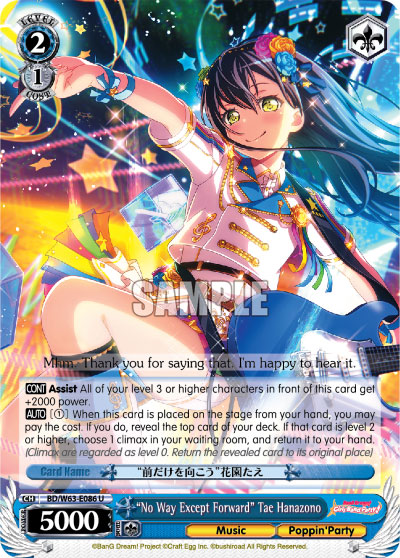 LEVEL
2
1
COST
SAMPLE
Mhm. Thank you for saying that. I'm happy to hear it.
CONT Assist All of your level 3 or higher characters in front of this card get
+2000 power.
AUTO [①] When this card is placed on the stage from your hand, you may
pay the cost. If you do, reveal the top card of your deck. If that card is level 2
or higher, choose 1 climax in your waiting room, and return it to your hand.
(Climax are regarded as level 0. Return the revealed card to its original place)
Card Name
“前だけを向こう”花園たえ
CH BD/W63-E086 U
5000
“No Way Except Forward” Tae Hanazono
Music
Poppin'Party
©BanG Dream! Project ©Craft Egg Inc. ©bushiroad All Rights Reserved.